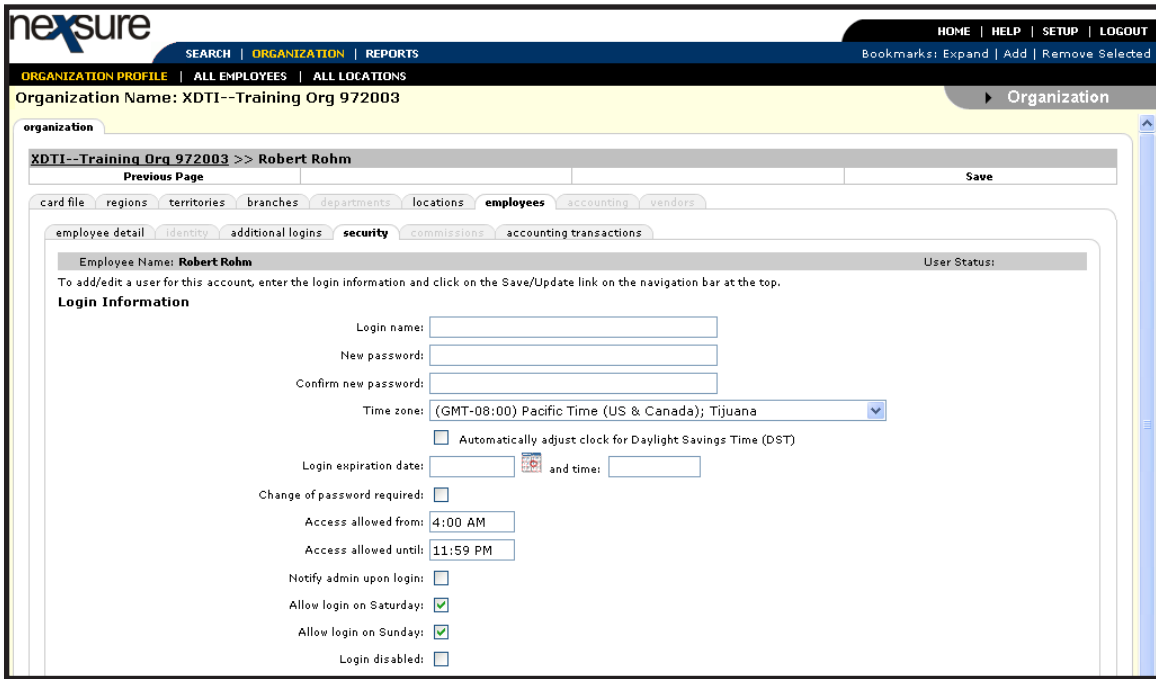 nexsure
HOME | HELP | SETUP | LOGOUT
SEARCH | ORGANIZATION | REPORTS
Bookmarks: Expand | Add | Remove Selected
ORGANIZATION PROFILE | ALL EMPLOYEES | ALL LOCATIONS
Organization Name: XDTI--Training Org 972003
Organization
organization
XDTI--Training Org 972003 >> Robert Rohm
Previous Page Save
card file regions territories branches departments locations employees accounting vendors
employee detail identity additional logins security commissions accounting transactions
Employee Name: Robert Rohm User Status:
To add/edit a user for this account, enter the login information and click on the Save/Update link on the navigation bar at the top.
Login Information
Login name:
New password:
Confirm new password:
Time zone: (GMT-08:00) Pacific Time (US & Canada); Tijuana
Automatically adjust clock for Daylight Savings Time (DST)
Login expiration date: and time:
Change of password required:
Access allowed from: 4:00 AM
Access allowed until: 11:59 PM
Notify admin upon login:
Allow login on Saturday:
Allow login on Sunday:
Login disabled: